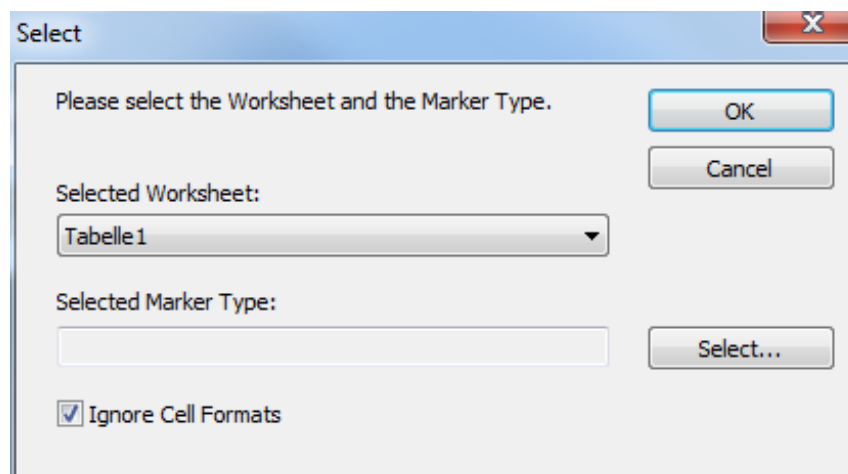 Select
Please select the Worksheet and the Marker Type.
OK
Cancel
Selected Worksheet:
Tabelle1
Selected Marker Type:
Select...
Ignore Cell Formats